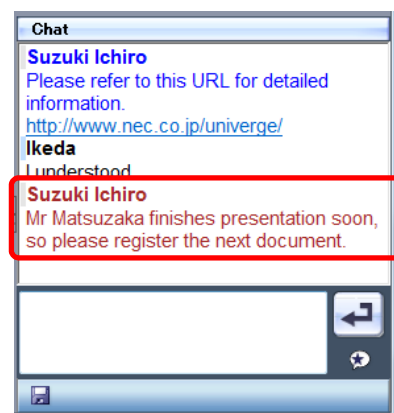 Chat
Suzuki Ichiro
Please refer to this URL for detailed
information.
http://www.nec.co.jp/univerge/
Ikeda
I understood
Suzuki Ichiro
Mr Matsuzaka finishes presentation soon,
so please register the next document.